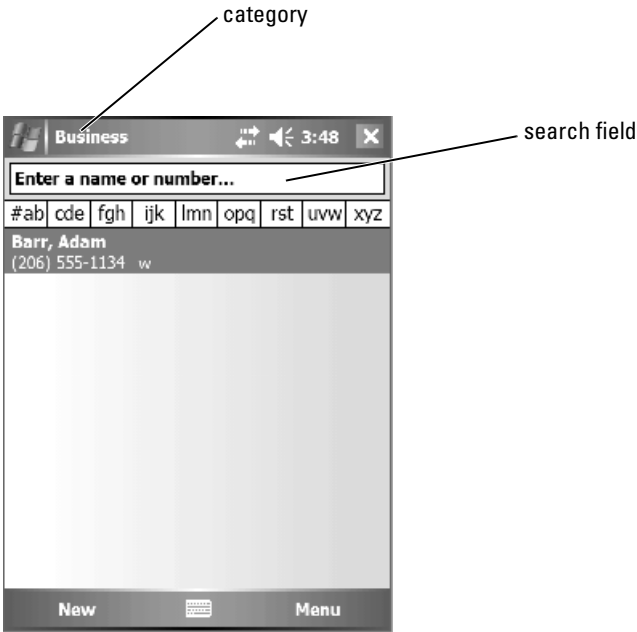 category
Business 3:48
search field
Enter a name or number...
#ab cde fgh ijk lmn opq rst uvw xyz
Barr, Adam
(206) 555-1134 w
New Menu